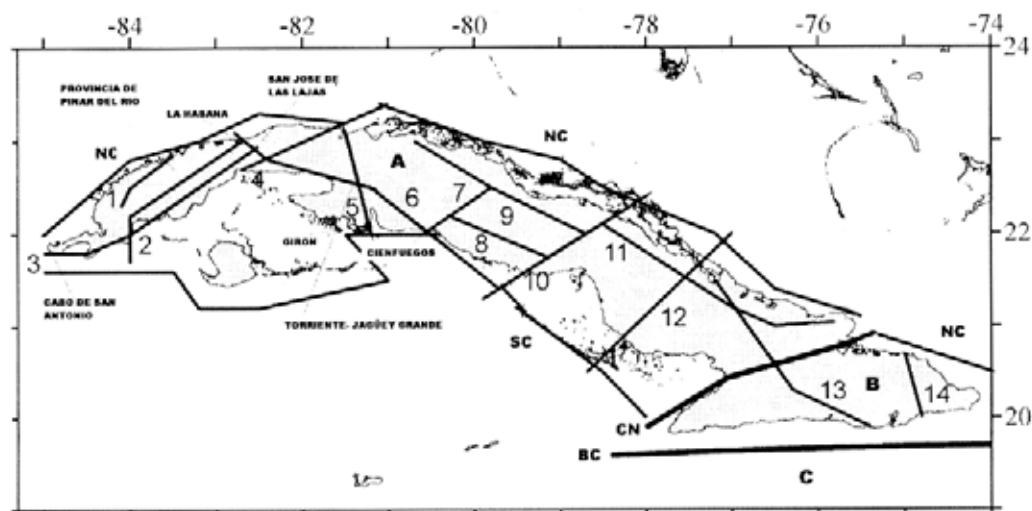 -84 -82 -80 -78 -76 -74
PROVINCIA DE
PINAR DEL RIO
SAN JOSE DE
LAS LAJAS
LA HABANA
NC
NC
A
1
4
7
6
5
9
2
8
11
GIRON
CIENFUEGOS
3
10
CABO DE SAN
ANTONIO
TORRIENTE- JAGÜEY GRANDE
12
SC
NC
13
B
14
CN
BC
C
24
22
20